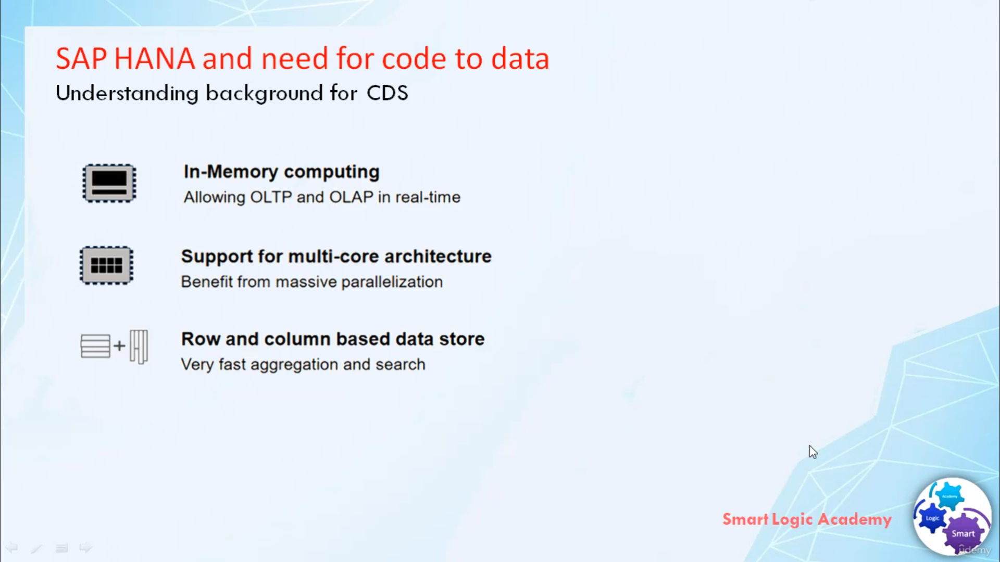 SAP HANA and need for code to data
Understanding background for CDS
In-Memory computing
Allowing OLTP and OLAP in real-time
Support for multi-core architecture
Benefit from massive parallelization
Row and column based data store
Very fast aggregation and search
Smart Logic Academy
Academy
Logic
Smart
udemy